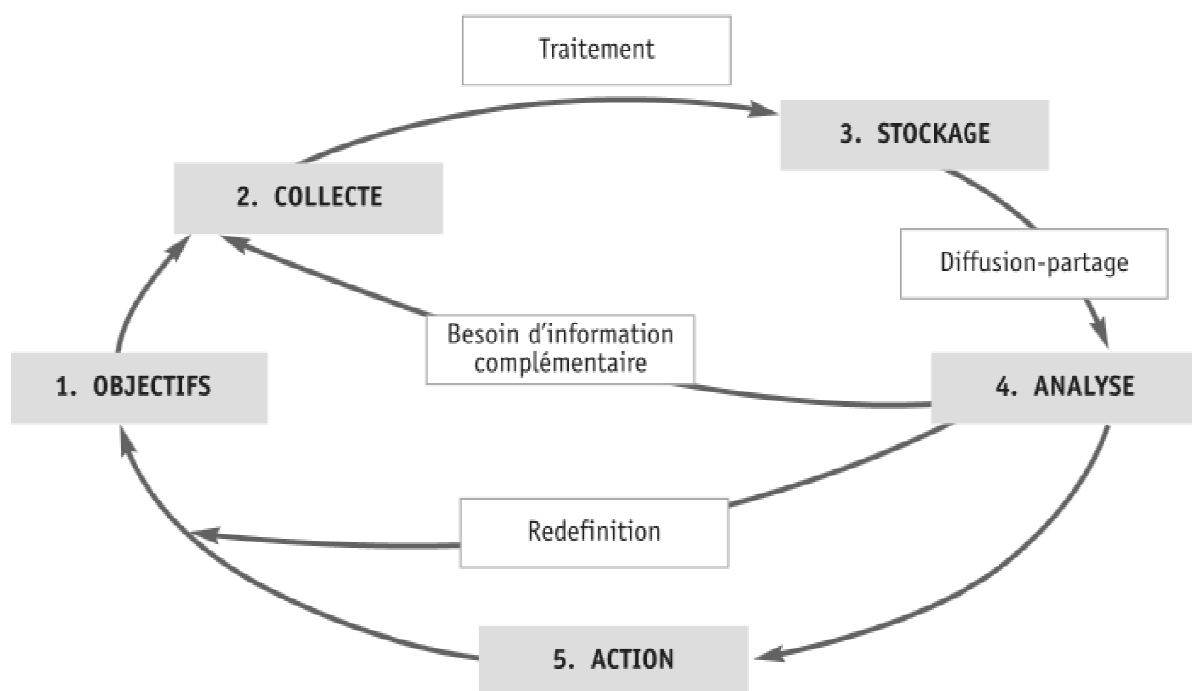 Traitement
3. STOCKAGE
2. COLLECTE
Diffusion-partage
Besoin d'information
complémentaire
1. OBJECTIFS
4. ANALYSE
Redefinition
5. ACTION